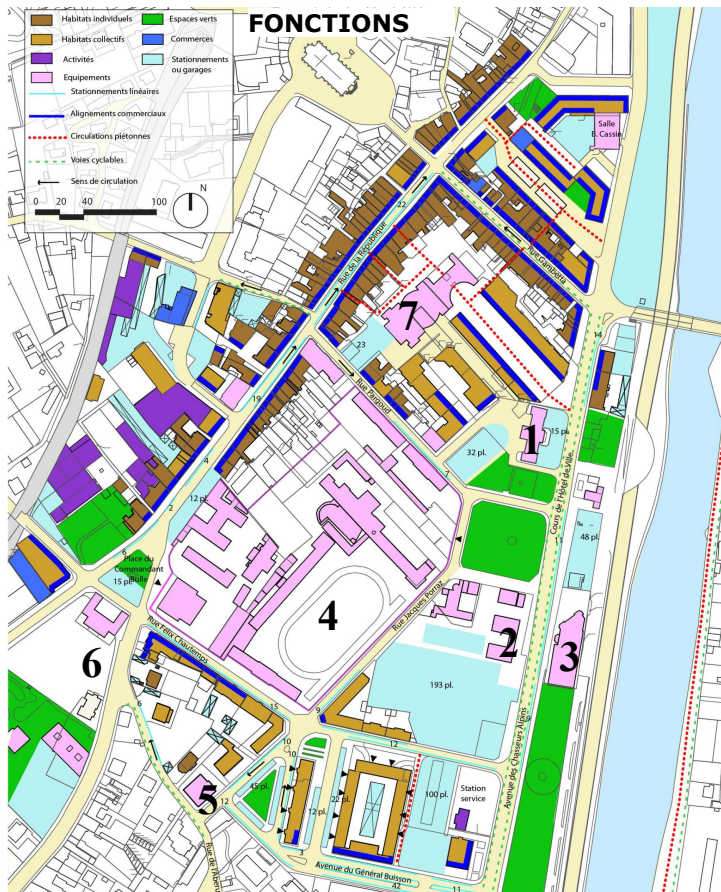 FONCTIONS
Habitats individuels
Espaces verts
Habitats collectifs
Commerces
Activités
Stationnements
ou garages
Equipements
Stationnements linéaires
Alignements commerciaux
Circulations piétonnes
Voies cyclables
Sens de circulation
N
0 20 40 100
Salle
B. Cassin
22
Rue de la République
Rue Gambetta
7
14
23
Rue Pargoud
19
1
15 pl.
32 pl.
4
12 pl.
2
Cours de l'Hôtel de Ville
11
48 pl.
6
Place du
Commandant
Bulle
15 pl.
4
Rue Jacques Porraz
2
3
6
Rue Félix Chautemps
193 pl.
6
15
9
12
10
10
Avenue des Chasseurs Alpins
5
12
45 pl.
12 pl.
22 pl.
100 pl.
Station
service
Avenue du Général Buisson
42
11